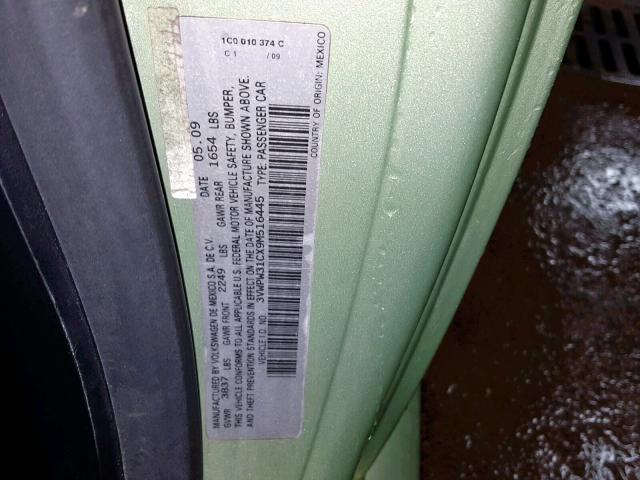 MANUFACTURED BY VOLKSWAGEN DE MEXICO S.A. DE C.V. DATE 05.09
GVWR 3837 LBS GAWR FRONT 2249 LBS GAWR REAR 1654 LBS
THIS VEHICLE CONFORMS TO ALL APPLICABLE U.S. FEDERAL MOTOR VEHICLE SAFETY, BUMPER,
AND THEFT PREVENTION STANDARDS IN EFFECT ON THE DATE OF MANUFACTURE SHOWN ABOVE.
VEHICLE I.D. NO. 3VWPW31CX9M516445 TYPE: PASSENGER CAR
COUNTRY OF ORIGIN: MEXICO
1C0 010 374 C
C 1 / 09